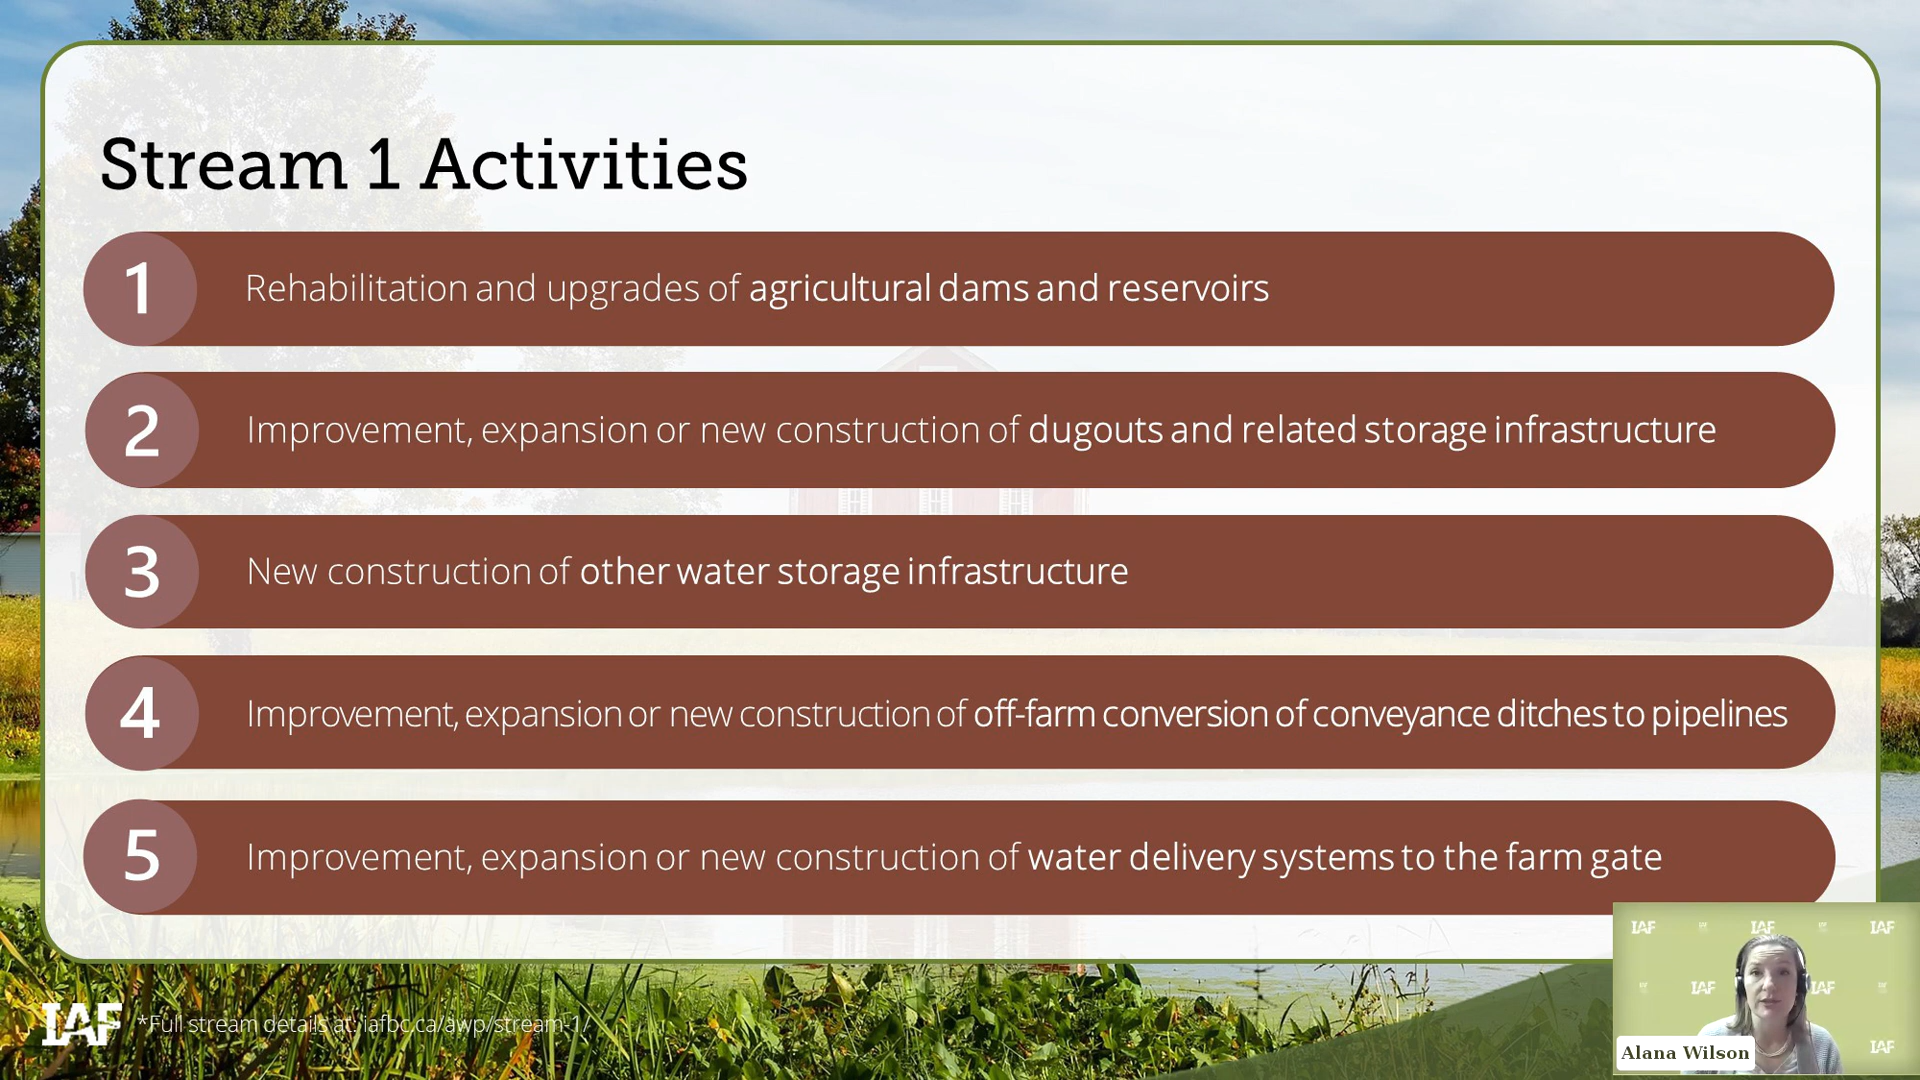 Stream 1 Activities
1 Rehabilitation and upgrades of agricultural dams and reservoirs
2 Improvement, expansion or new construction of dugouts and related storage infrastructure
3 New construction of other water storage infrastructure
4 Improvement, expansion or new construction of off-farm conversion of conveyance ditches to pipelines
5 Improvement, expansion or new construction of water delivery systems to the farm gate
IAF *Full stream details at: iafbc.ca/awp/stream-1/
IAF IAF IAF
IAF IAF
IAF
Alana Wilson